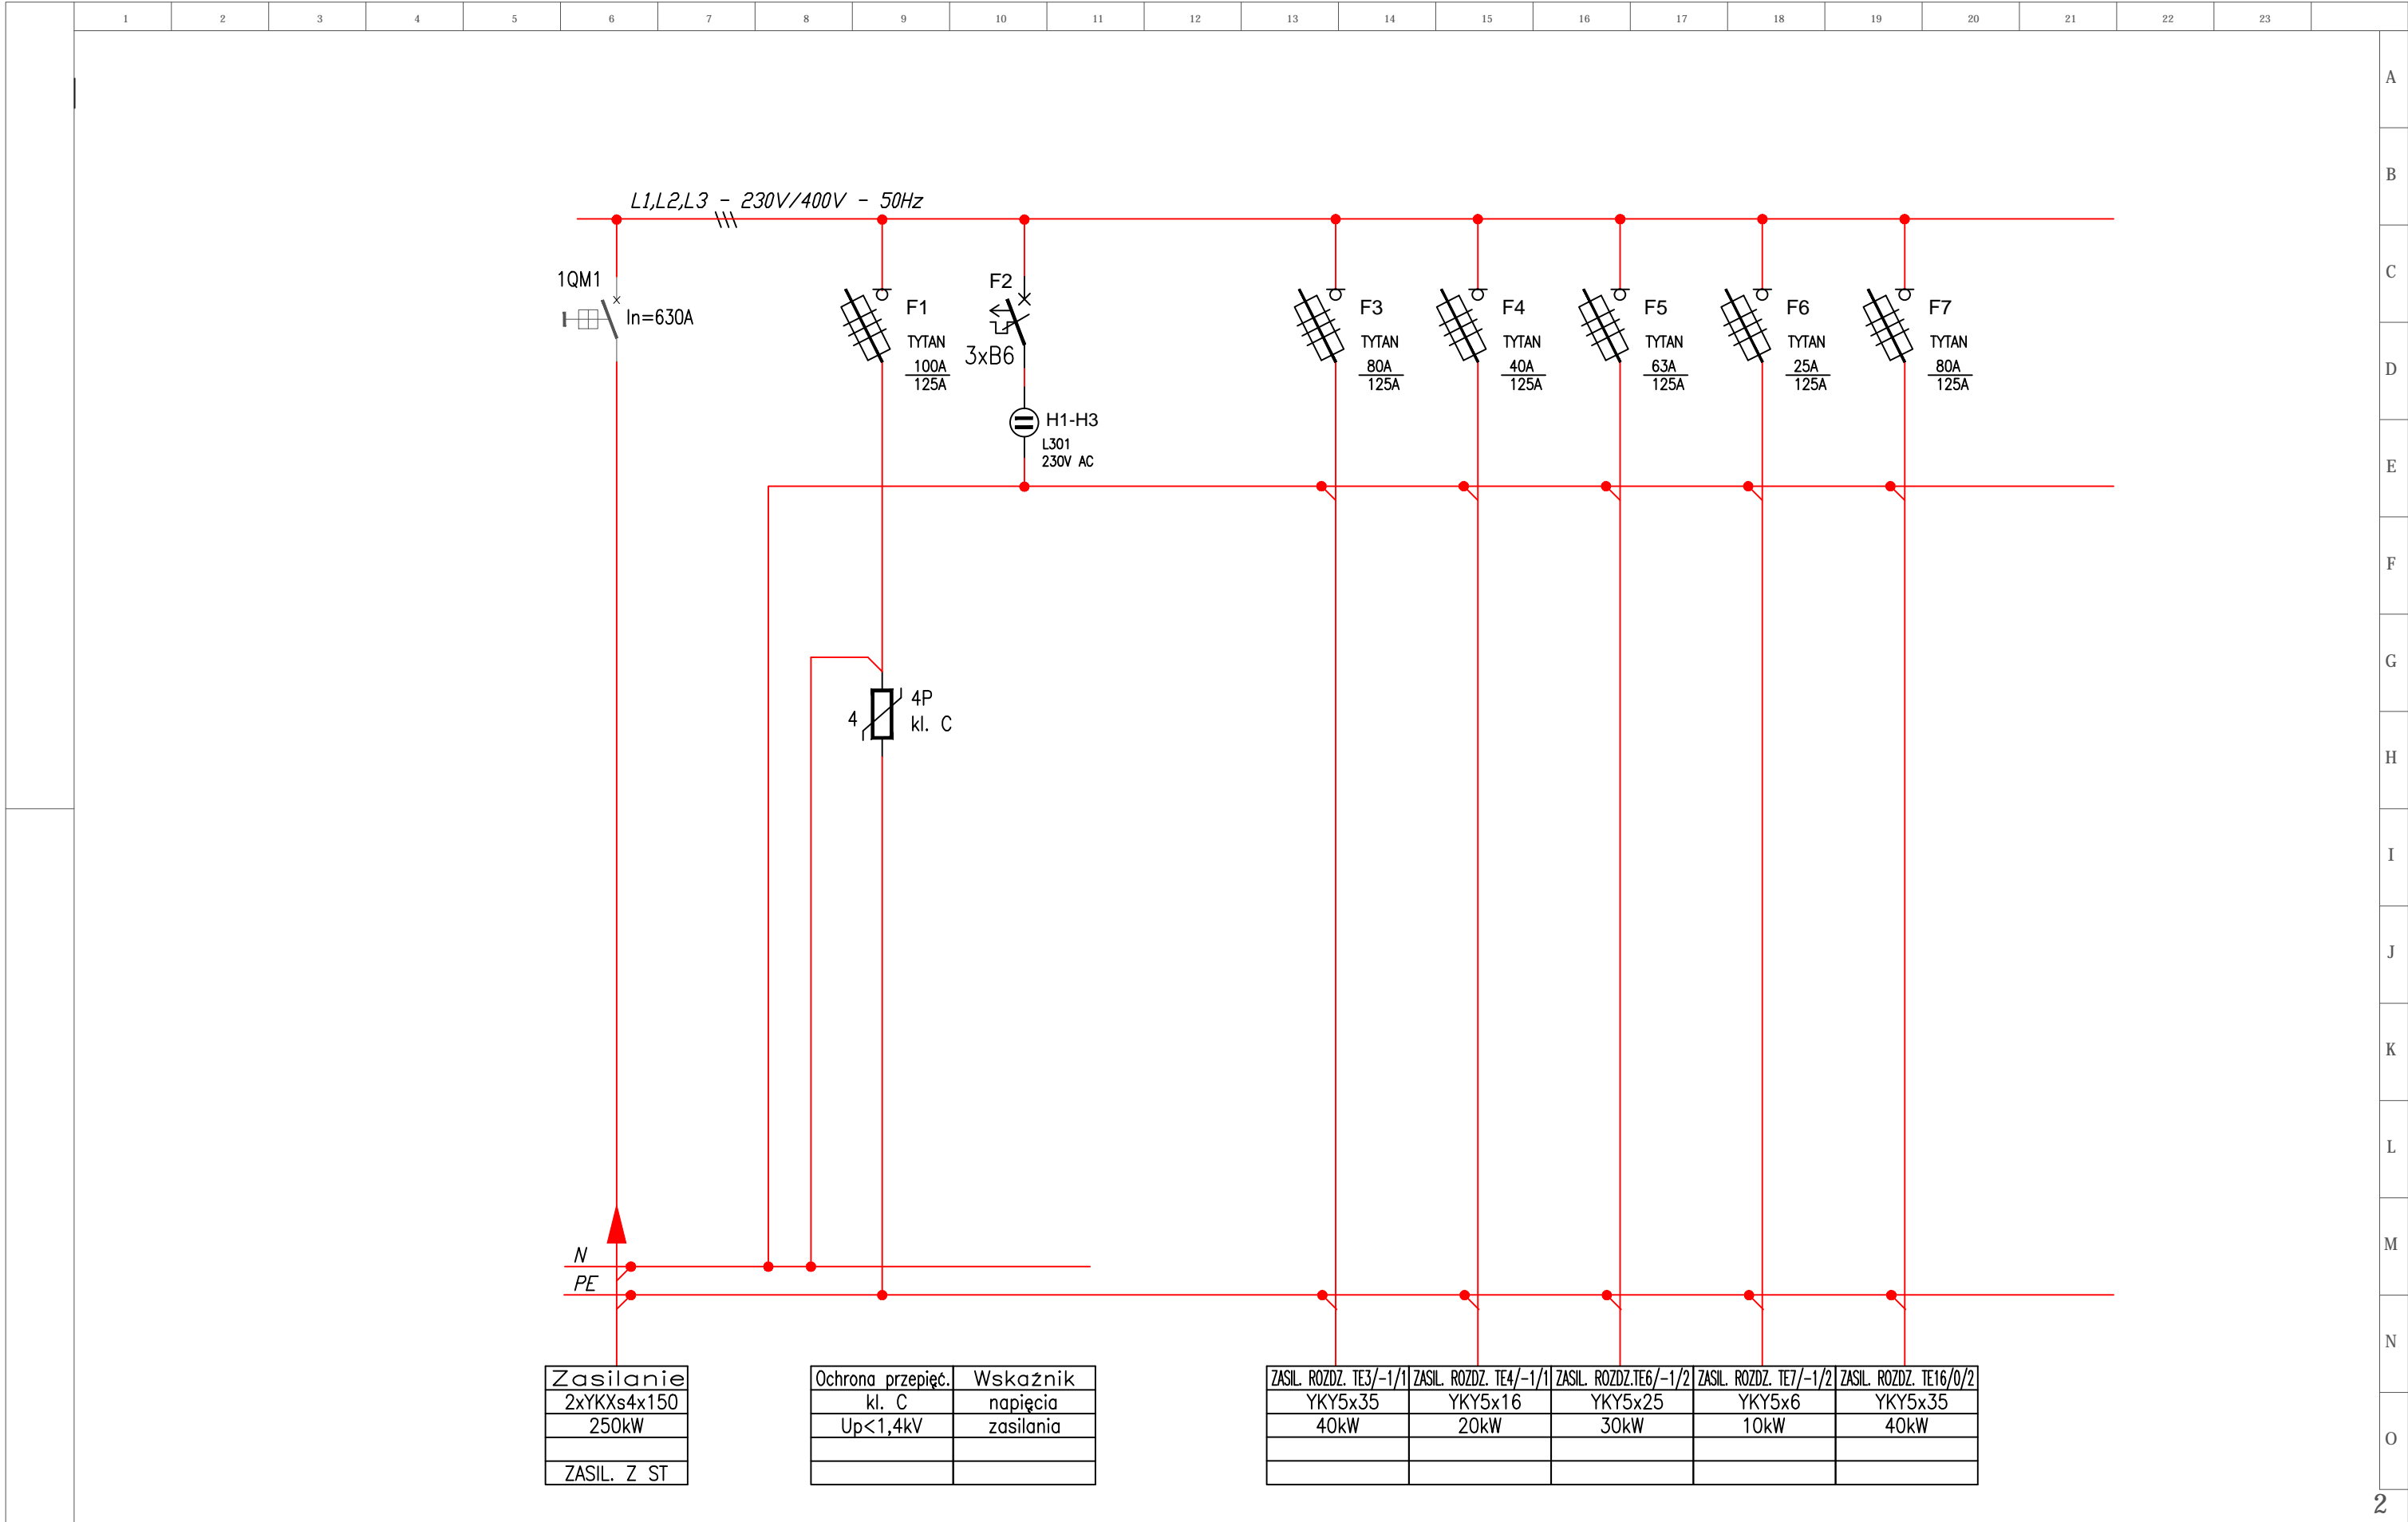 1 2 3 4 5 6 7 8 9 10 11 12 13 14 15 16 17 18 19 20 21 22 23
A
B
C
D
E
F
G
H
I
J
K
L
M
N
O
2
L1,L2,L3 - 230V/400V - 50Hz
1QM1
In=630A
F1
TYTAN
100A
125A
F2
3xB6
H1-H3
L301
230V AC
F3
TYTAN
80A
125A
F4
TYTAN
40A
125A
F5
TYTAN
63A
125A
F6
TYTAN
25A
125A
F7
TYTAN
80A
125A
4
4P
kl. C
N
PE
Zasilanie
2xYKXs4x150
250kW
ZASIL. Z ST
Ochrona przepięć.
kl. C
Up<1,4kV
Wskaźnik
napięcia
zasilania
ZASIL. ROZDZ. TE3/-1/1
YKY5x35
40kW
ZASIL. ROZDZ. TE4/-1/1
YKY5x16
20kW
ZASIL. ROZDZ.TE6/-1/2
YKY5x25
30kW
ZASIL. ROZDZ. TE7/-1/2
YKY5x6
10kW
ZASIL. ROZDZ. TE16/0/2
YKY5x35
40kW